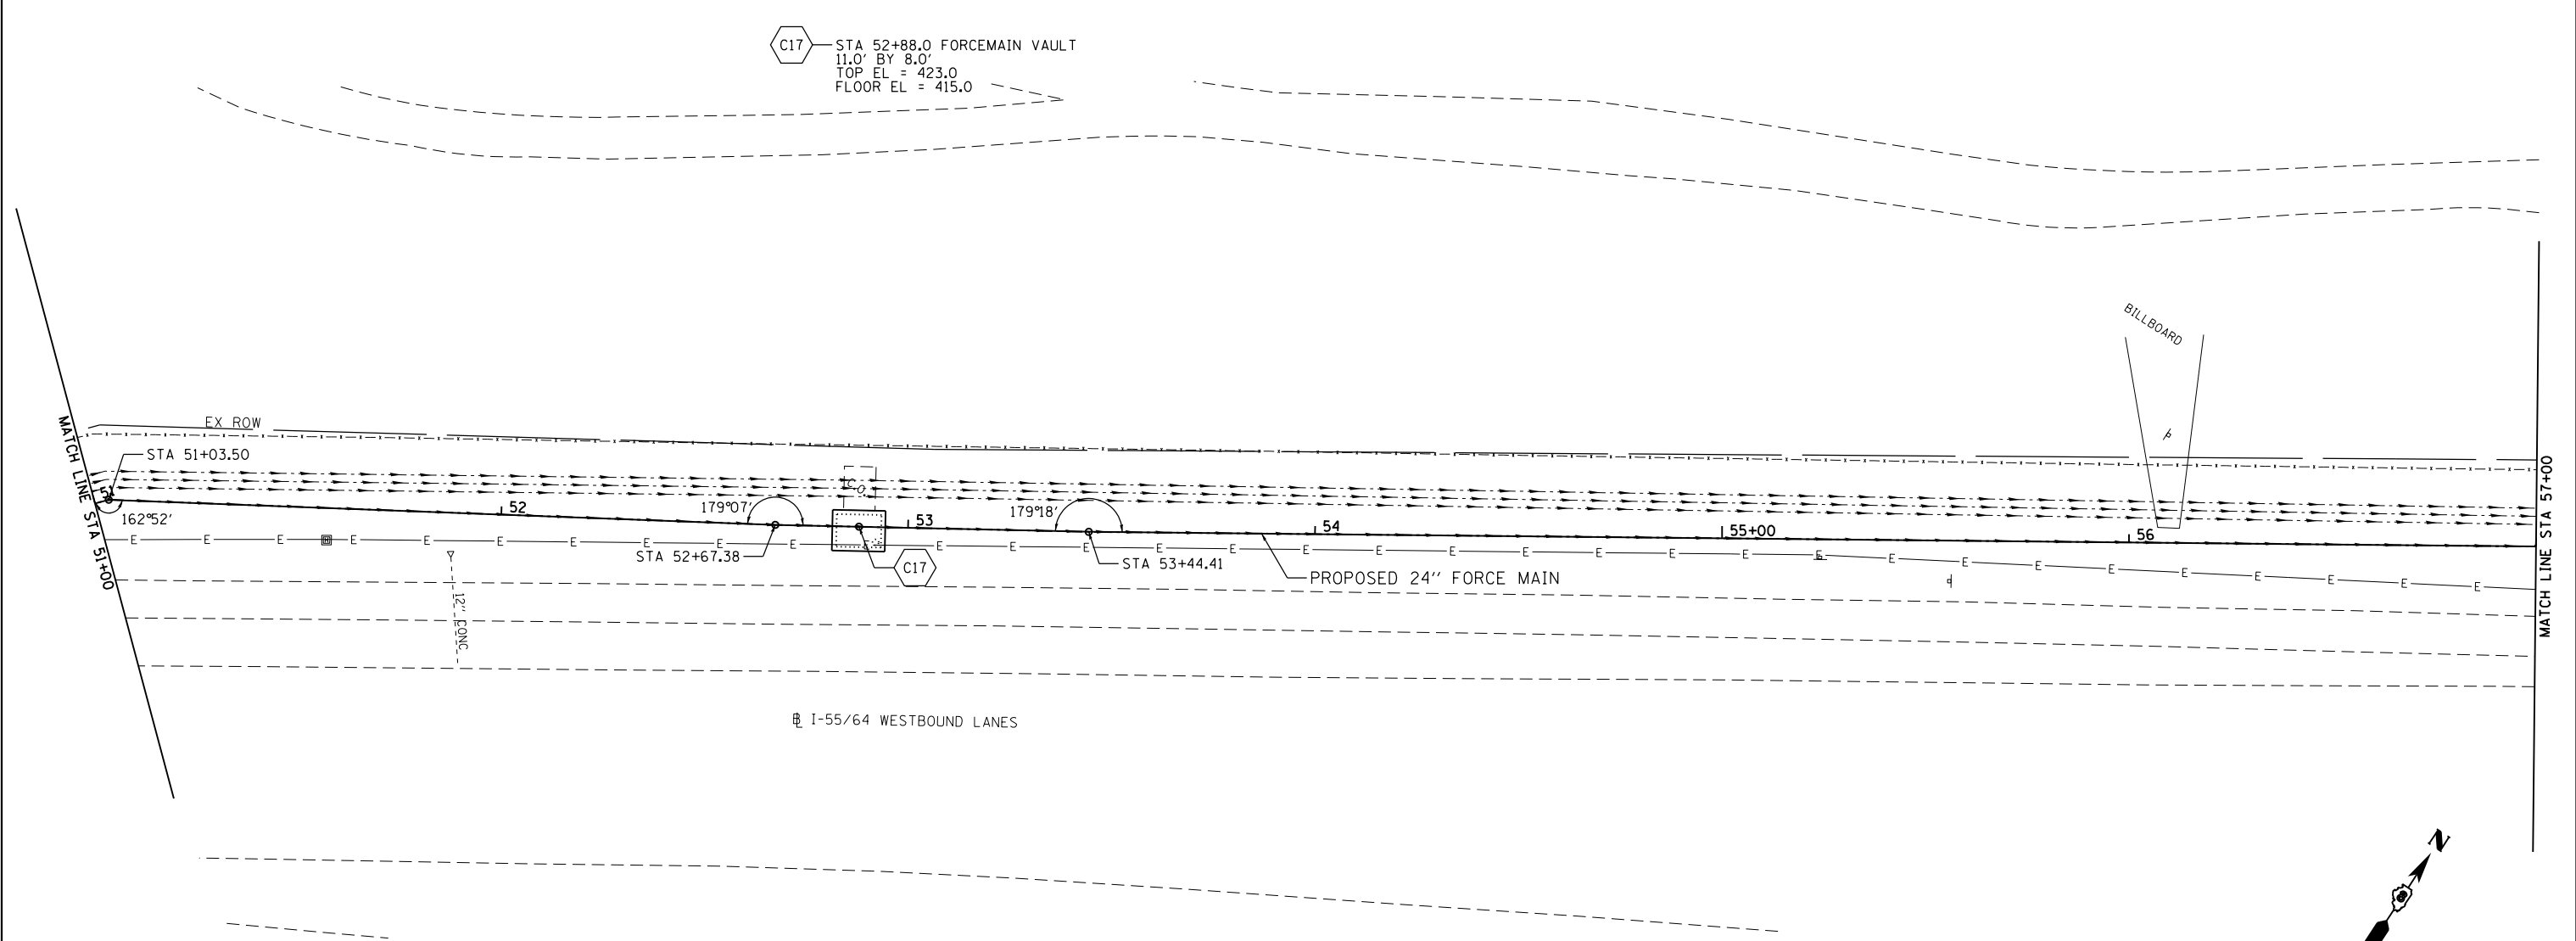 C17
STA 52+88.0 FORCEMAIN VAULT
11.0' BY 8.0'
TOP EL = 423.0
FLOOR EL = 415.0
BILLBOARD
EX ROW
MATCH LINE STA 51+00
STA 51+03.50
51
162°52'
52
179°07'
C.O.
53
179°18'
54
55+00
56
STA 52+67.38
C17
STA 53+44.41
PROPOSED 24'' FORCE MAIN
E E E E E E E E E E E E E E E E E E E E E E E E E E E E E E E E
12'' CONC
MATCH LINE STA 57+00
℄ I-55/64 WESTBOUND LANES
N